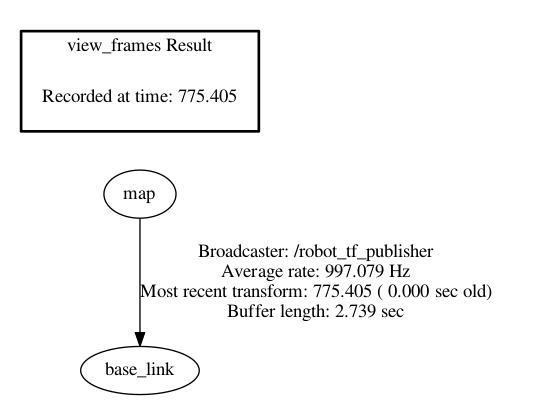 view_frames Result
Recorded at time: 775.405
map
Broadcaster: /robot_tf_publisher
Average rate: 997.079 Hz
Most recent transform: 775.405 ( 0.000 sec old)
Buffer length: 2.739 sec
base_link